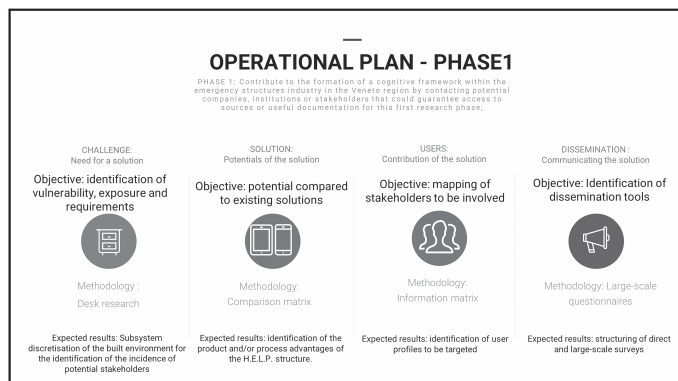 OPERATIONAL PLAN - PHASE1
PHASE 1: Contribute to the formation of a cognitive framework within the
emergency structures industry in the Veneto region by contacting potential
companies, institutions or stakeholders that could guarantee access to
sources or useful documentation for this first research phase;
CHALLENGE:
Need for a solution
Objective: identification of
vulnerability, exposure and
requirements
Methodology :
Desk research
Expected results: Subsystem
discretisation of the built environment for
the identification of the incidence of
potential stakeholders
SOLUTION:
Potentials of the solution
Objective: potential compared
to existing solutions
Methodology:
Comparison matrix
Expected results: identification of the
product and/or process advantages of
the H.E.L.P. structure.
USERS:
Contribution of the solution
Objective: mapping of
stakeholders to be involved
Methodology:
Information matrix
Expected results: identification of user
profiles to be targeted
DISSEMINATION :
Communicating the solution
Objective: Identification of
dissemination tools
Methodology: Large-scale
questionnaires
Expected results: structuring of direct
and large-scale surveys